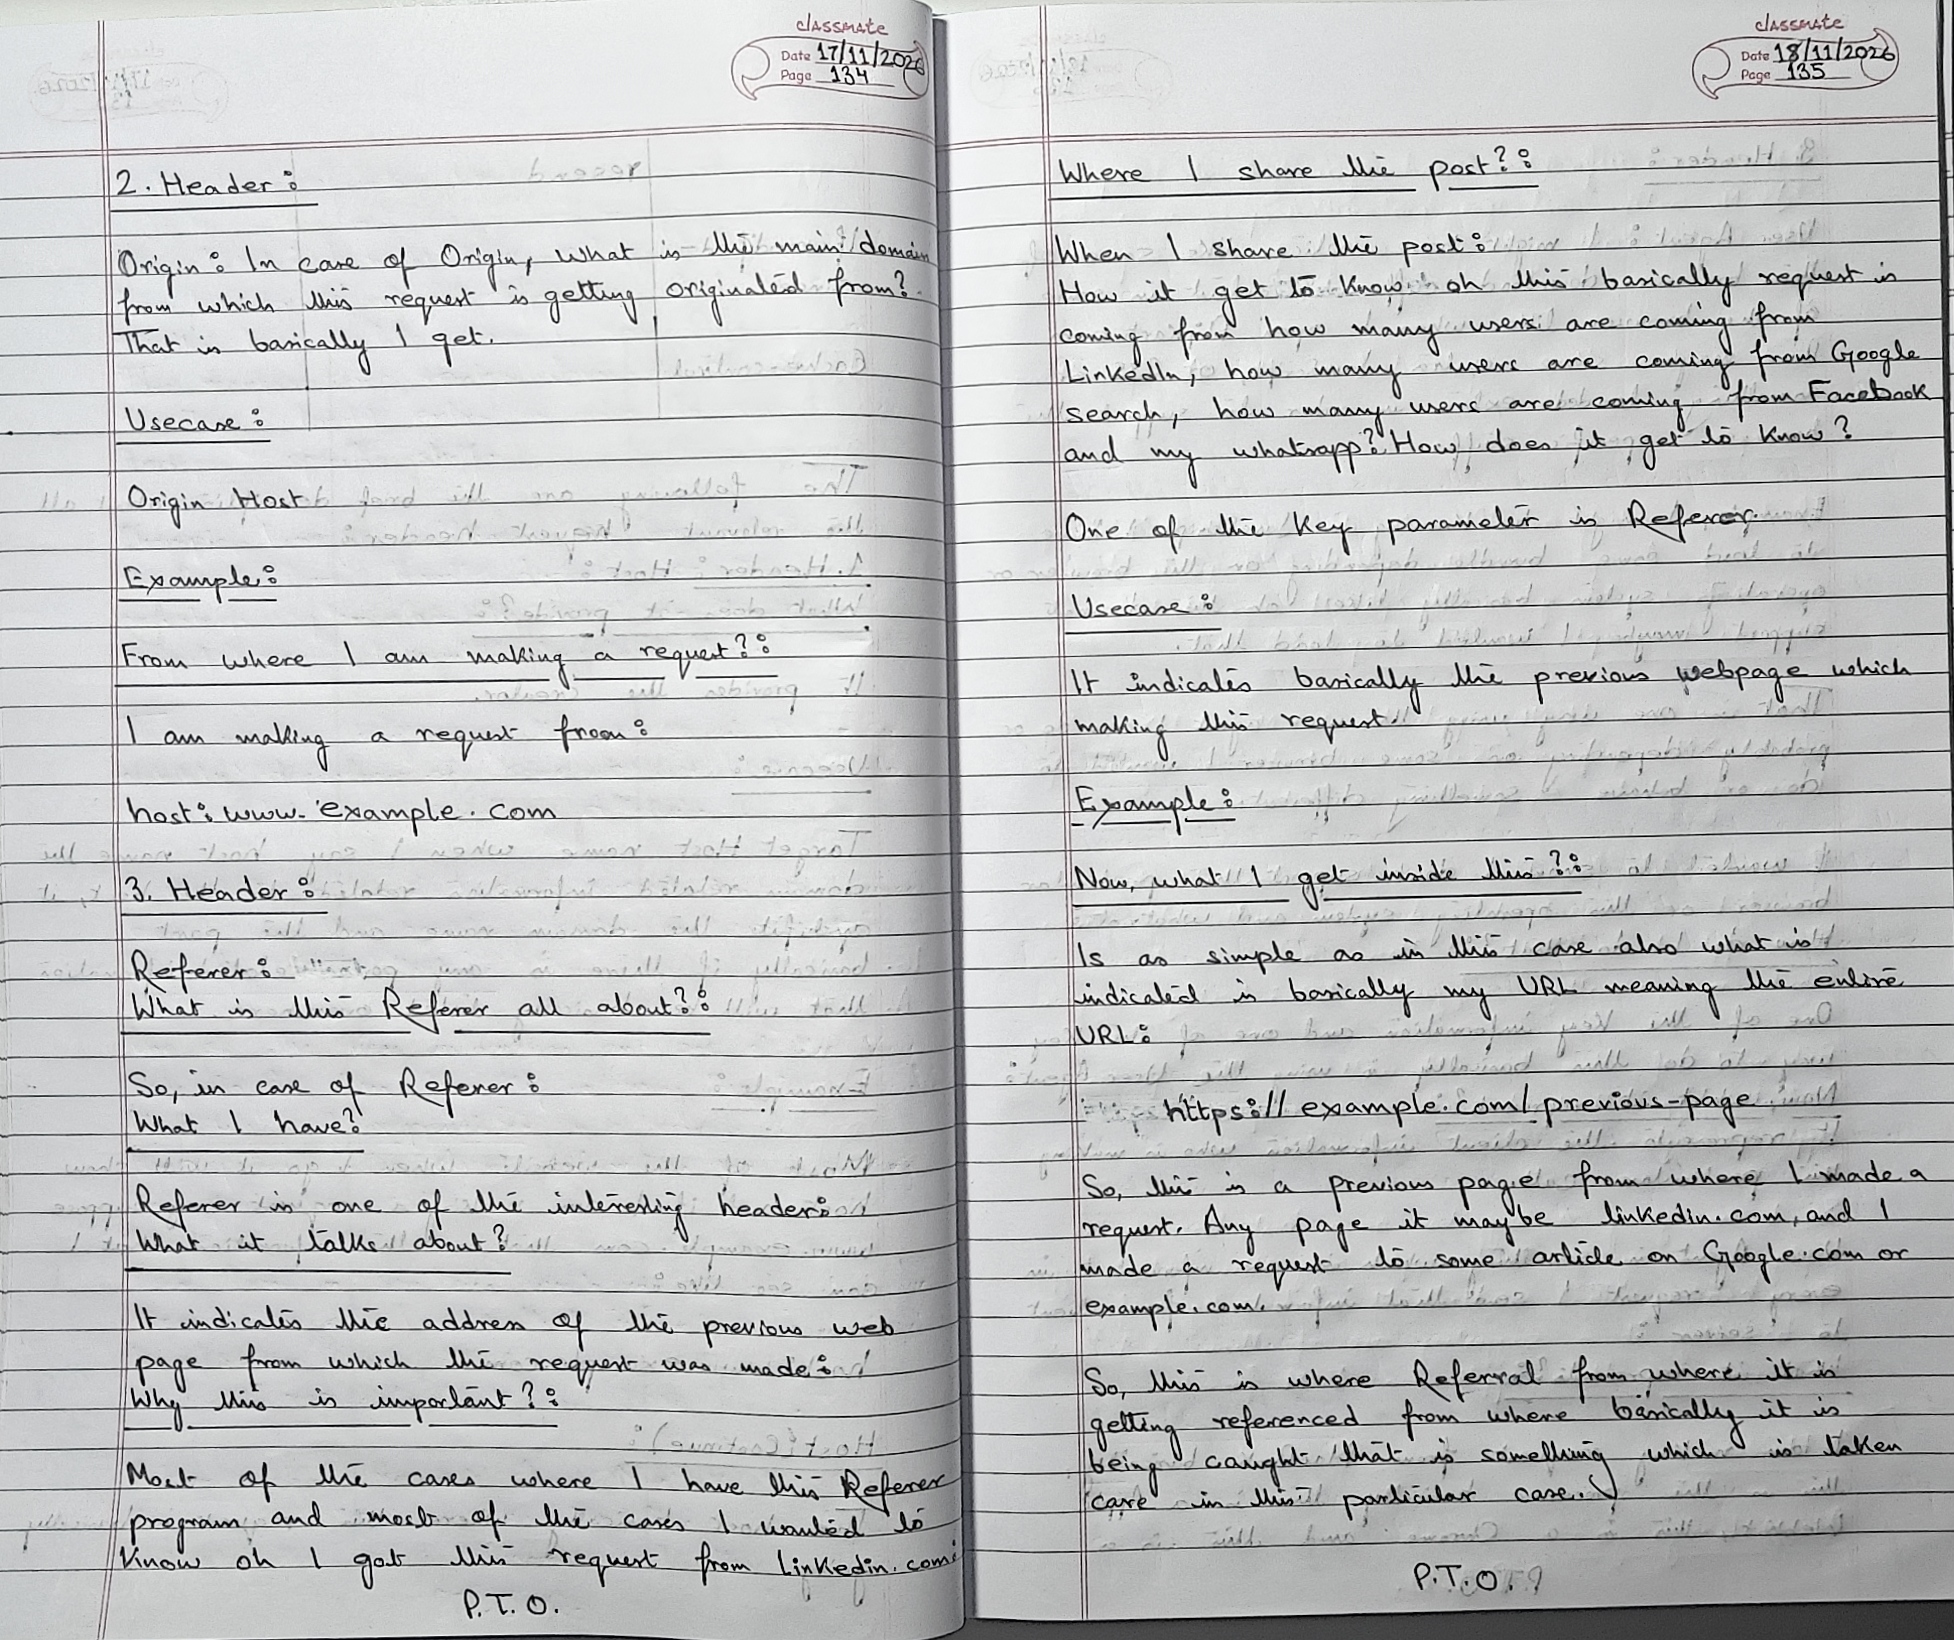 classmate
Date 17/11/2026
Page 134
2. Header:
Origin: In case of Origin, what is the main domain
from which this request is getting originated from?
That is basically I get.
Usecase:
Origin Host
Example:
From where I am making a request?:
I am making a request from:
host: www.example.com
3. Header:
Referer:
What is this Referer all about?:
So, in case of Referer:
What I have?
Referer is one of the interesting header:
What it talks about?
It indicates the address of the previous web
page from which the request was made:
Why this is important?:
Most of the cases where I have this Referer
program and most of the cases I wanted to
know oh I got this request from linkedin.com:
P.T.O.
classmate
Date 18/11/2026
Page 135
Where I share the post?:
When I share the post:
How it get to know oh this basically request is
coming from how many users are coming from
LinkedIn, how many users are coming from Google
search, how many users are coming from Facebook
and my whatsapp? How does it get to know?
One of the key parameter is Referer.
Usecase:
It indicates basically the previous webpage which
making this request.
Example:
Now, what I get inside this?:
Is as simple as in this case also what is
indicated is basically my URL meaning the entire
URL:
https://example.com/previous-page
So, this is a previous page from where I made a
request. Any page it maybe linkedin.com, and I
made a request to some article on Google.com or
example.com.
So, this is where Referral from where it is
getting referenced from where basically it is
being caught that is something which is taken
care in this particular case.
P.T.O.